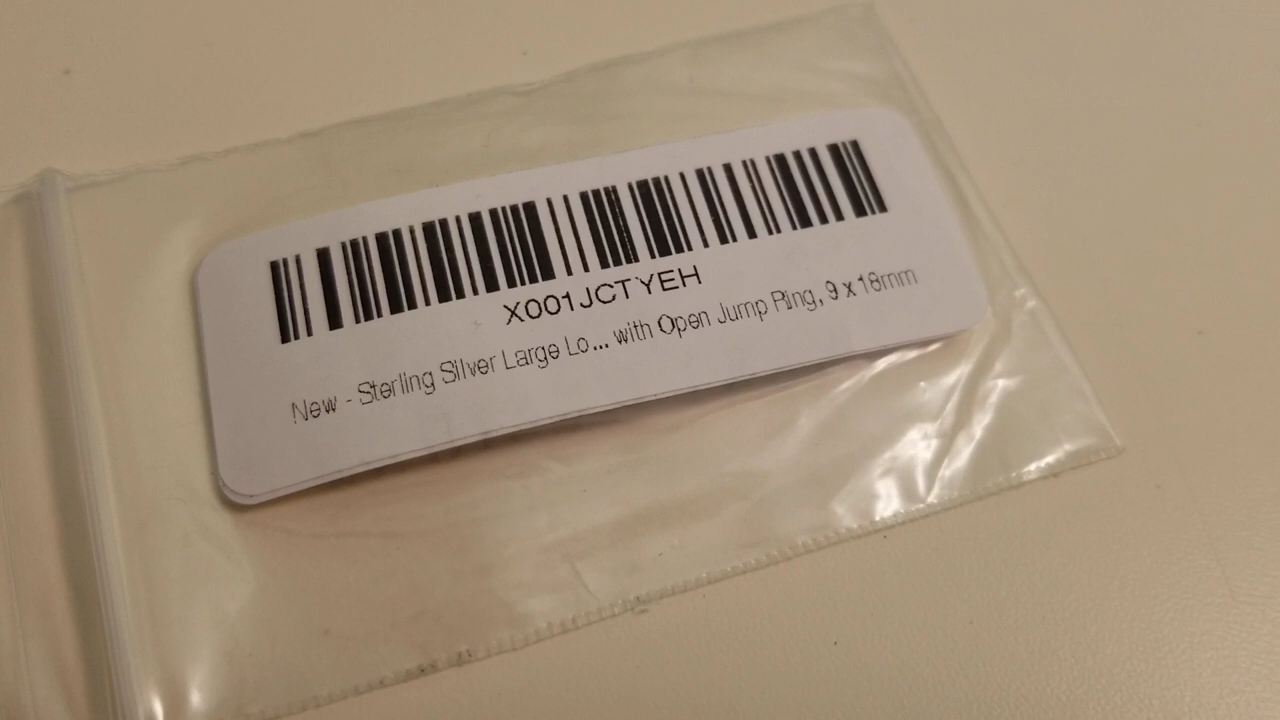 X001JCTYEH
New - Sterling Silver Large Lo... with Open Jump Ring, 9 x 18mm